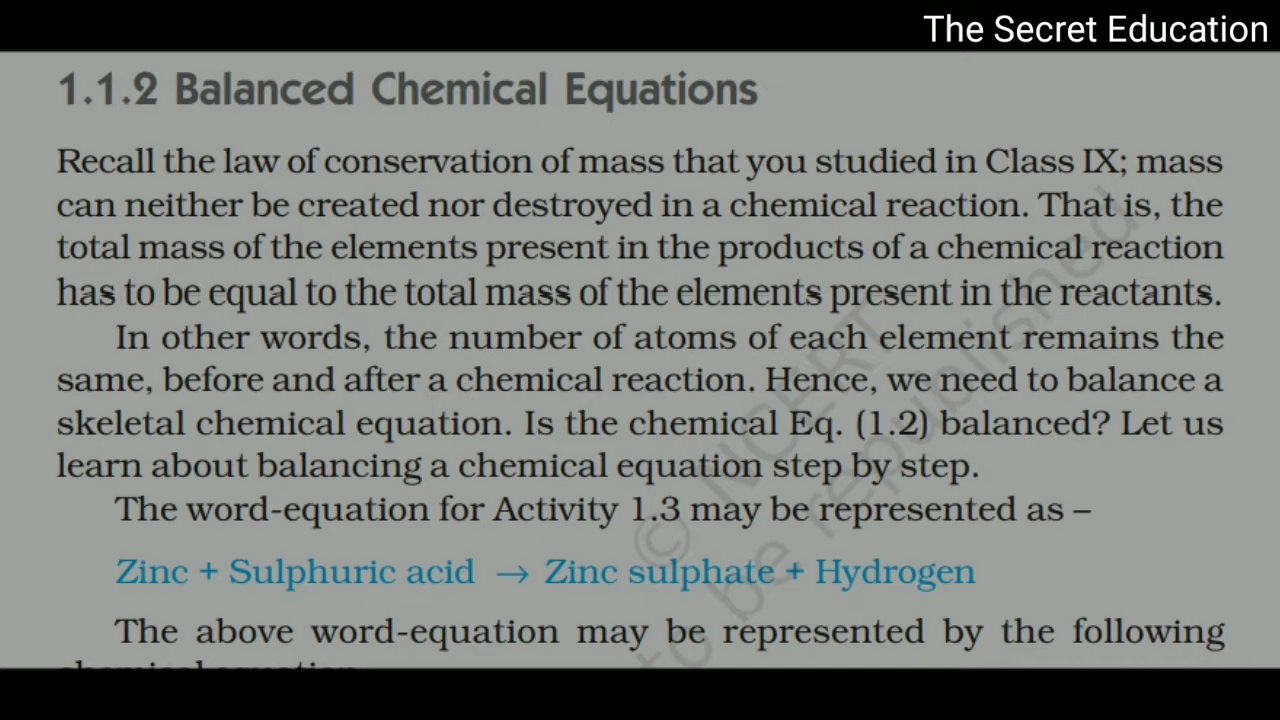 The Secret Education
1.1.2 Balanced Chemical Equations
Recall the law of conservation of mass that you studied in Class IX; mass
can neither be created nor destroyed in a chemical reaction. That is, the
total mass of the elements present in the products of a chemical reaction
has to be equal to the total mass of the elements present in the reactants.
In other words, the number of atoms of each element remains the
same, before and after a chemical reaction. Hence, we need to balance a
skeletal chemical equation. Is the chemical Eq. (1.2) balanced? Let us
learn about balancing a chemical equation step by step.
The word-equation for Activity 1.3 may be represented as –
Zinc + Sulphuric acid → Zinc sulphate + Hydrogen
The above word-equation may be represented by the following
chemical equation
© NCERT
to be republished